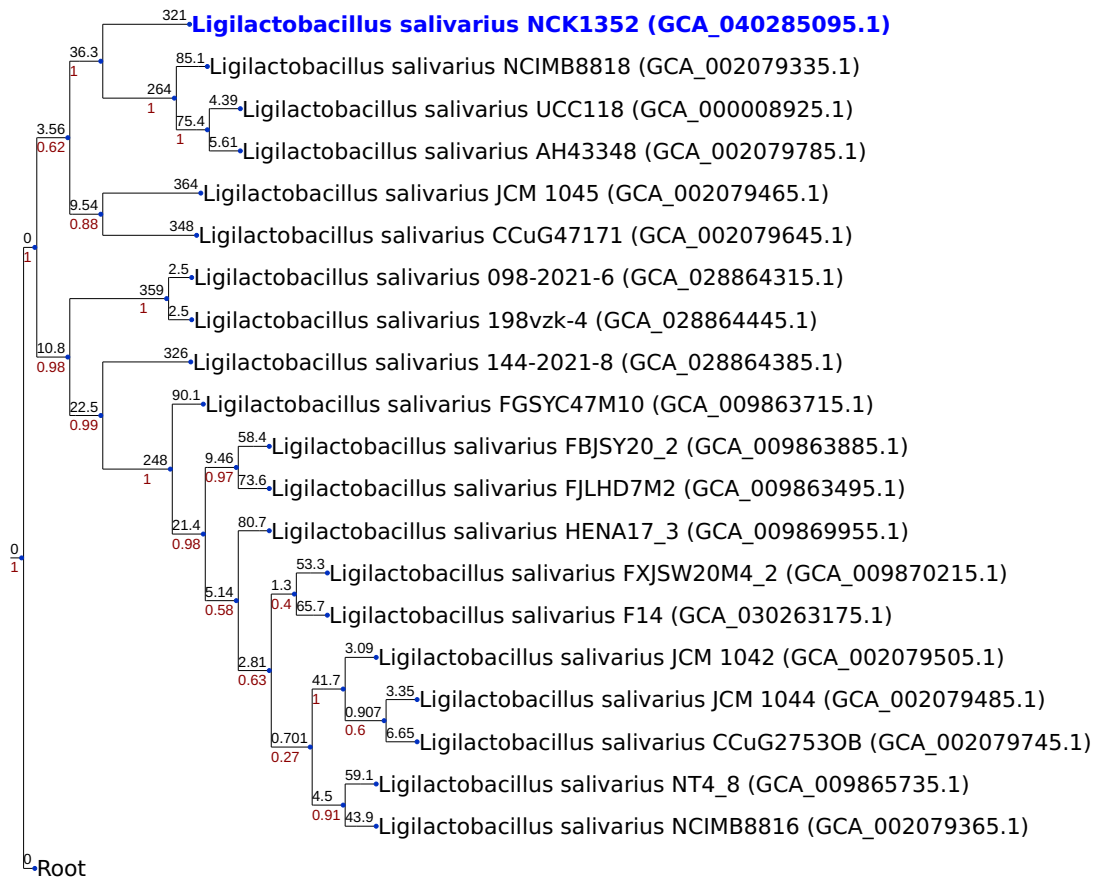 321 Ligilactobacillus salivarius NCK1352 (GCA_040285095.1)
36.3
1
85.1 Ligilactobacillus salivarius NCIMB8818 (GCA_002079335.1)
264
1
4.39 Ligilactobacillus salivarius UCC118 (GCA_000008925.1)
75.4
1
3.56
0.62
5.61 Ligilactobacillus salivarius AH43348 (GCA_002079785.1)
364 Ligilactobacillus salivarius JCM 1045 (GCA_002079465.1)
9.54
0.88
348 Ligilactobacillus salivarius CCuG47171 (GCA_002079645.1)
0
1
2.5 Ligilactobacillus salivarius 098-2021-6 (GCA_028864315.1)
359
1
2.5 Ligilactobacillus salivarius 198vzk-4 (GCA_028864445.1)
10.8
0.98
326 Ligilactobacillus salivarius 144-2021-8 (GCA_028864385.1)
22.5
0.99
90.1 Ligilactobacillus salivarius FGSYC47M10 (GCA_009863715.1)
58.4 Ligilactobacillus salivarius FBJSY20_2 (GCA_009863885.1)
248
1
9.46
0.97
73.6 Ligilactobacillus salivarius FJLHD7M2 (GCA_009863495.1)
21.4
0.98
80.7 Ligilactobacillus salivarius HENA17_3 (GCA_009869955.1)
0
1
53.3 Ligilactobacillus salivarius FXJSW20M4_2 (GCA_009870215.1)
1.3
0.4
5.14
0.58
65.7 Ligilactobacillus salivarius F14 (GCA_030263175.1)
3.09 Ligilactobacillus salivarius JCM 1042 (GCA_002079505.1)
2.81
0.63
41.7
1
3.35 Ligilactobacillus salivarius JCM 1044 (GCA_002079485.1)
0.907
0.6
6.65 Ligilactobacillus salivarius CCuG2753OB (GCA_002079745.1)
0.701
0.27
59.1 Ligilactobacillus salivarius NT4_8 (GCA_009865735.1)
4.5
0.91
43.9 Ligilactobacillus salivarius NCIMB8816 (GCA_002079365.1)
0 Root